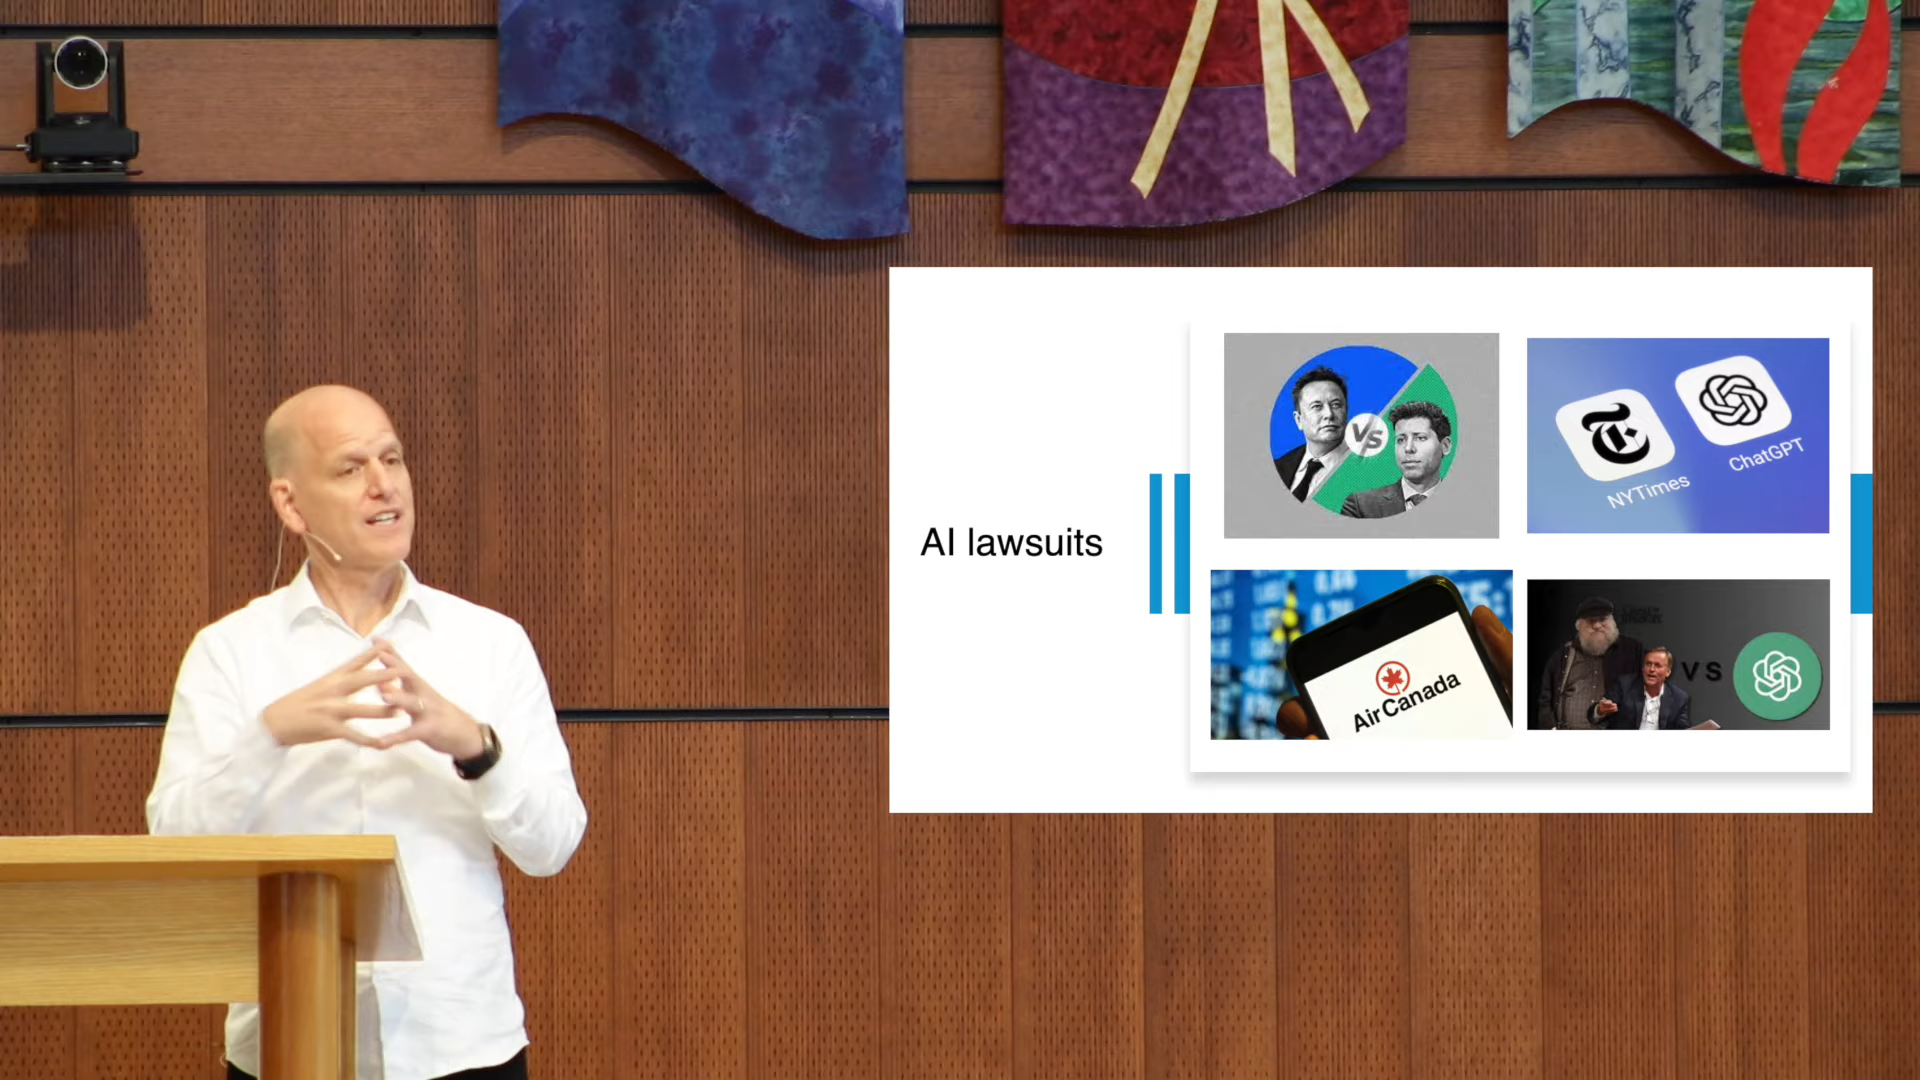 AI lawsuits
VS
NYTimes
ChatGPT
Air Canada
VS